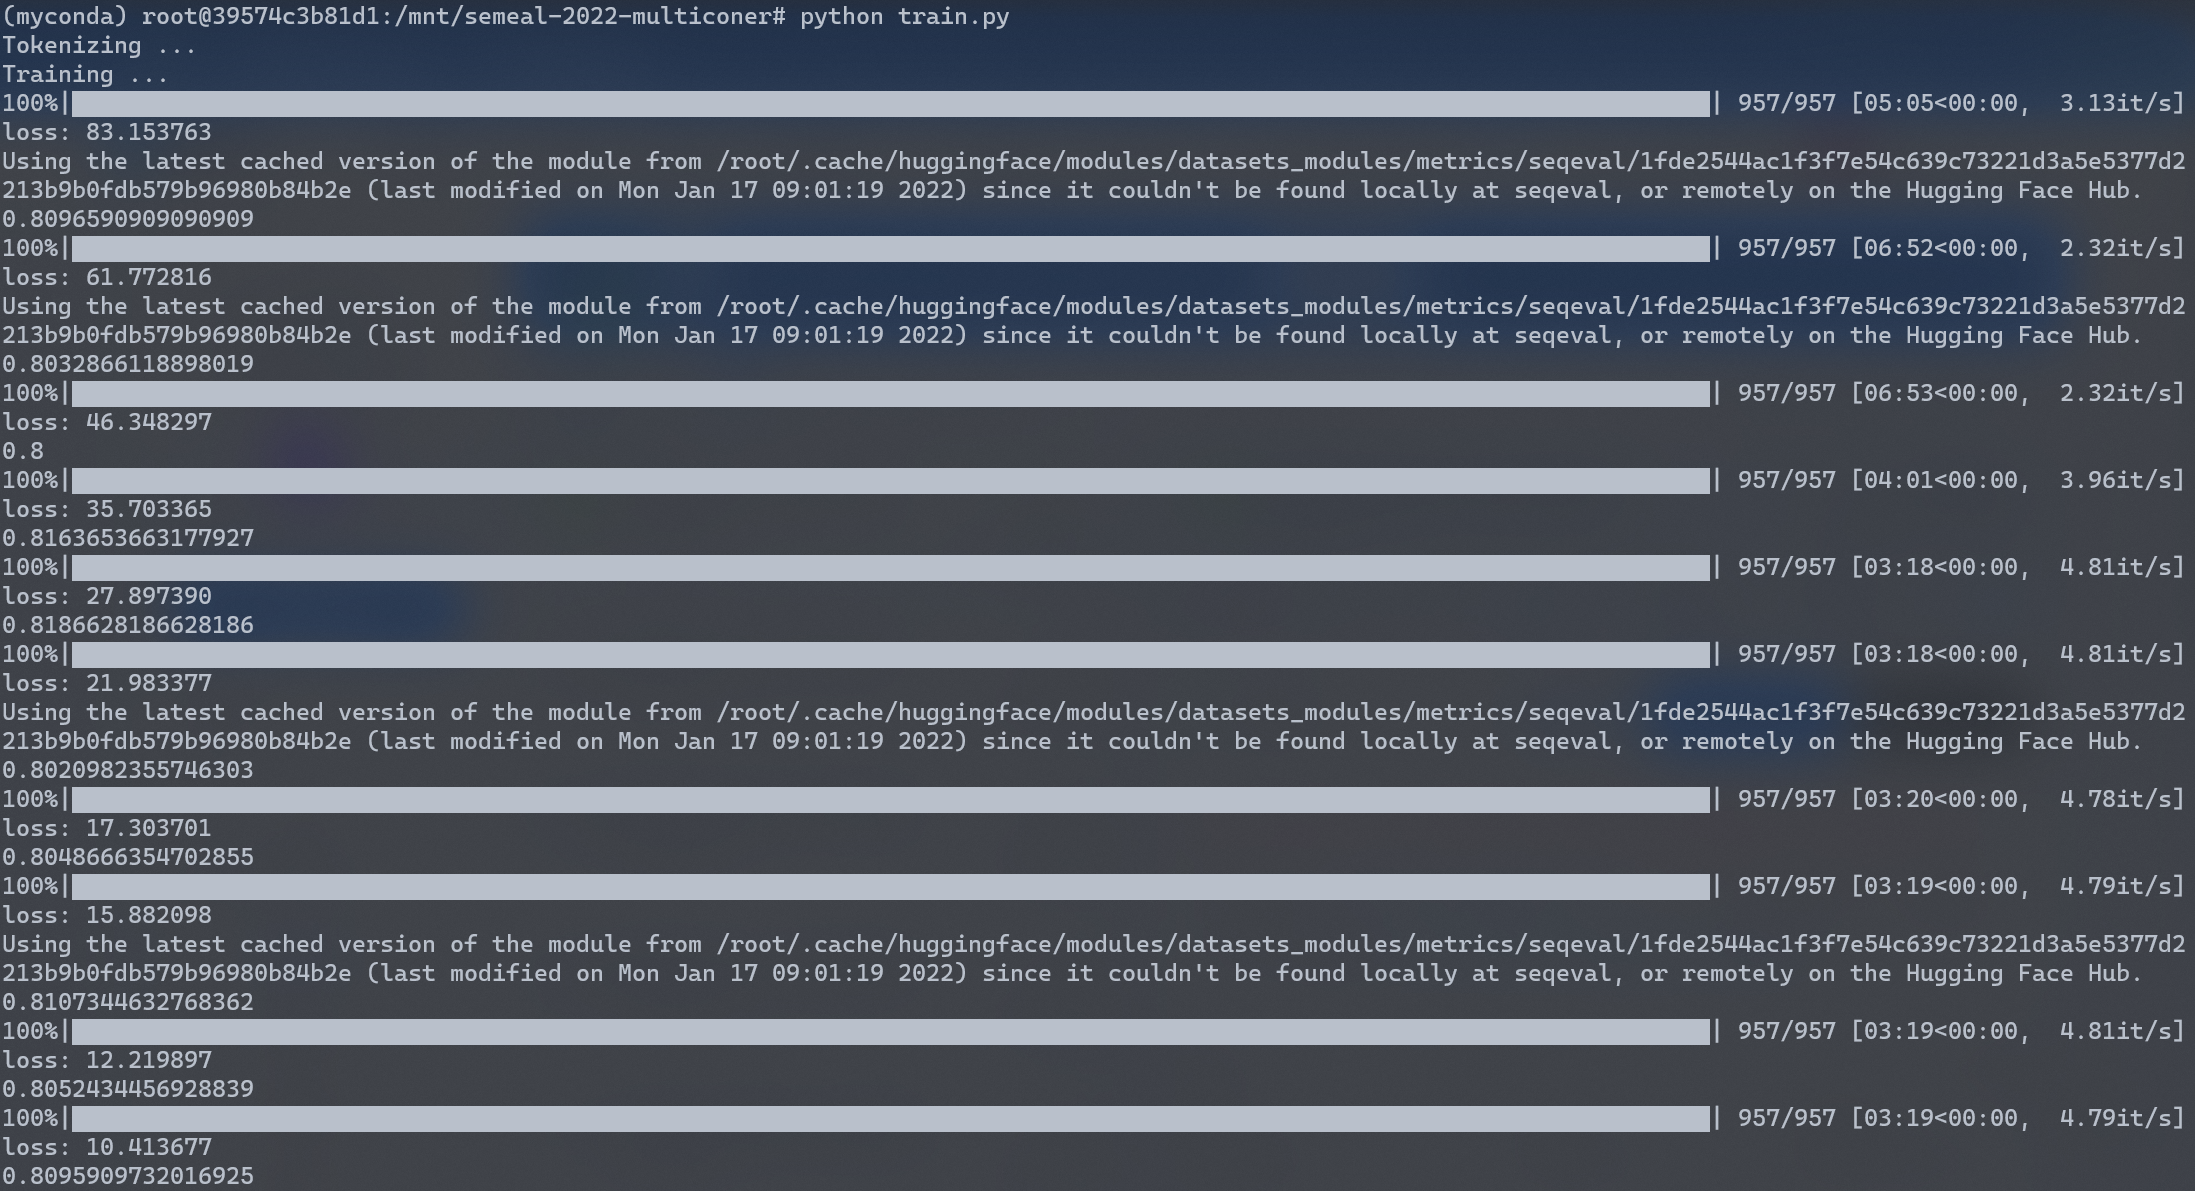 (myconda) root@39574c3b81d1:/mnt/semeal-2022-multiconer# python train.py
Tokenizing ...
Training ...
100%|██████████| 957/957 [05:05<00:00,  3.13it/s]
loss: 83.153763
Using the latest cached version of the module from /root/.cache/huggingface/modules/datasets_modules/metrics/seqeval/1fde2544ac1f3f7e54c639c73221d3a5e5377d2
213b9b0fdb579b96980b84b2e (last modified on Mon Jan 17 09:01:19 2022) since it couldn't be found locally at seqeval, or remotely on the Hugging Face Hub.
0.8096590909090909
100%|██████████| 957/957 [06:52<00:00,  2.32it/s]
loss: 61.772816
Using the latest cached version of the module from /root/.cache/huggingface/modules/datasets_modules/metrics/seqeval/1fde2544ac1f3f7e54c639c73221d3a5e5377d2
213b9b0fdb579b96980b84b2e (last modified on Mon Jan 17 09:01:19 2022) since it couldn't be found locally at seqeval, or remotely on the Hugging Face Hub.
0.8032866118898019
100%|██████████| 957/957 [06:53<00:00,  2.32it/s]
loss: 46.348297
0.8
100%|██████████| 957/957 [04:01<00:00,  3.96it/s]
loss: 35.703365
0.8163653663177927
100%|██████████| 957/957 [03:18<00:00,  4.81it/s]
loss: 27.897390
0.8186628186628186
100%|██████████| 957/957 [03:18<00:00,  4.81it/s]
loss: 21.983377
Using the latest cached version of the module from /root/.cache/huggingface/modules/datasets_modules/metrics/seqeval/1fde2544ac1f3f7e54c639c73221d3a5e5377d2
213b9b0fdb579b96980b84b2e (last modified on Mon Jan 17 09:01:19 2022) since it couldn't be found locally at seqeval, or remotely on the Hugging Face Hub.
0.8020982355746303
100%|██████████| 957/957 [03:20<00:00,  4.78it/s]
loss: 17.303701
0.8048666354702855
100%|██████████| 957/957 [03:19<00:00,  4.79it/s]
loss: 15.882098
Using the latest cached version of the module from /root/.cache/huggingface/modules/datasets_modules/metrics/seqeval/1fde2544ac1f3f7e54c639c73221d3a5e5377d2
213b9b0fdb579b96980b84b2e (last modified on Mon Jan 17 09:01:19 2022) since it couldn't be found locally at seqeval, or remotely on the Hugging Face Hub.
0.8107344632768362
100%|██████████| 957/957 [03:19<00:00,  4.81it/s]
loss: 12.219897
0.8052434456928839
100%|██████████| 957/957 [03:19<00:00,  4.79it/s]
loss: 10.413677
0.8095909732016925